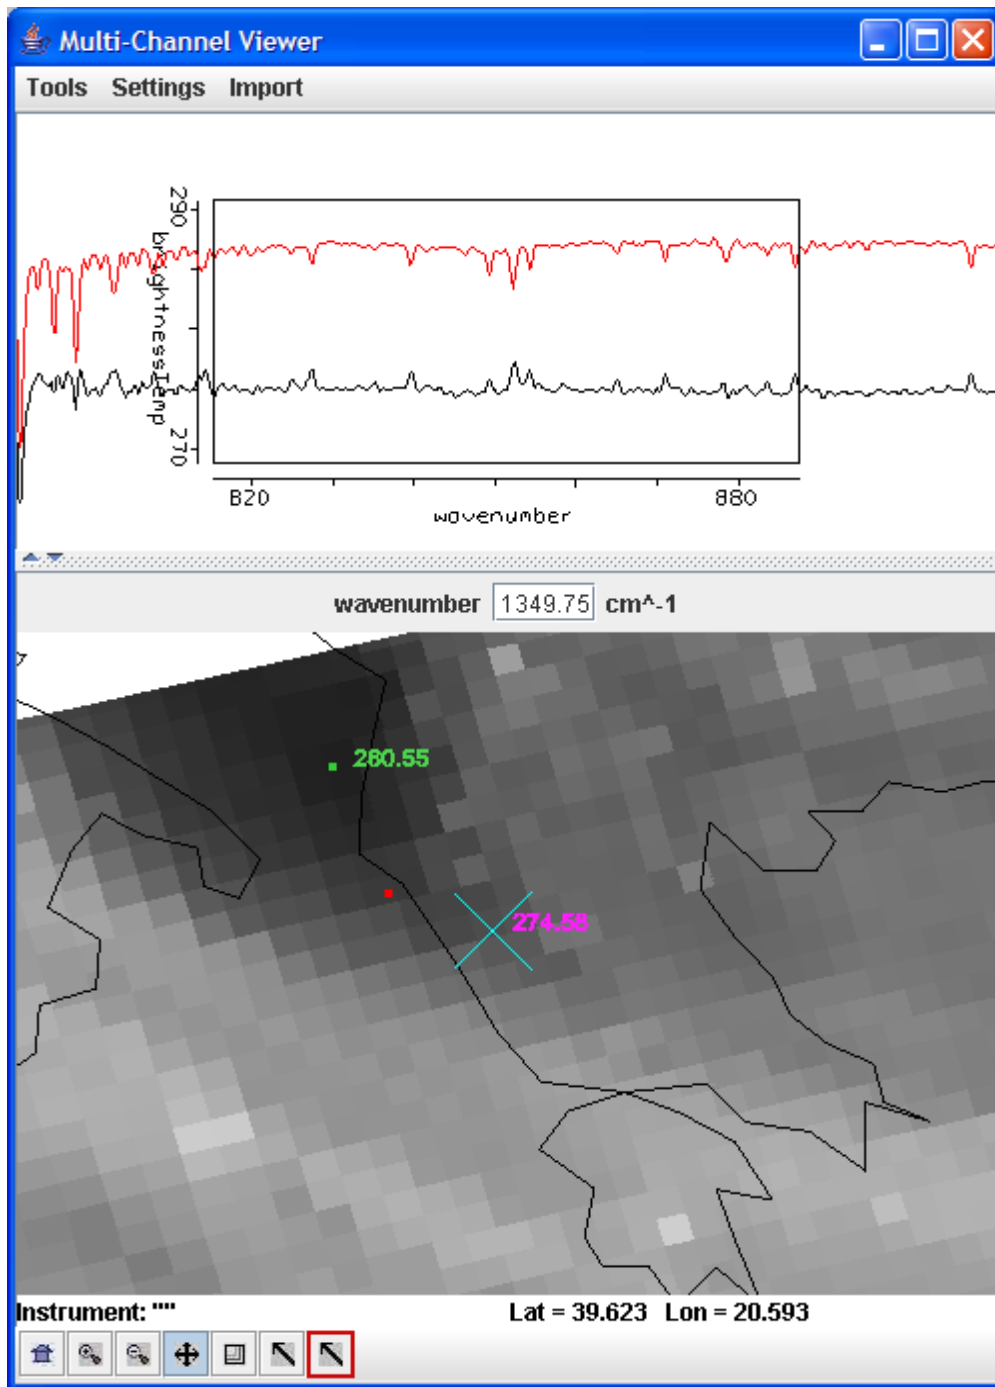 Multi-Channel Viewer
Tools Settings Import
290
brightnessTemp
270
820 880
wavenumber
wavenumber 1349.75 cm^-1
280.55
274.58
Instrument: ""
Lat = 39.623 Lon = 20.593